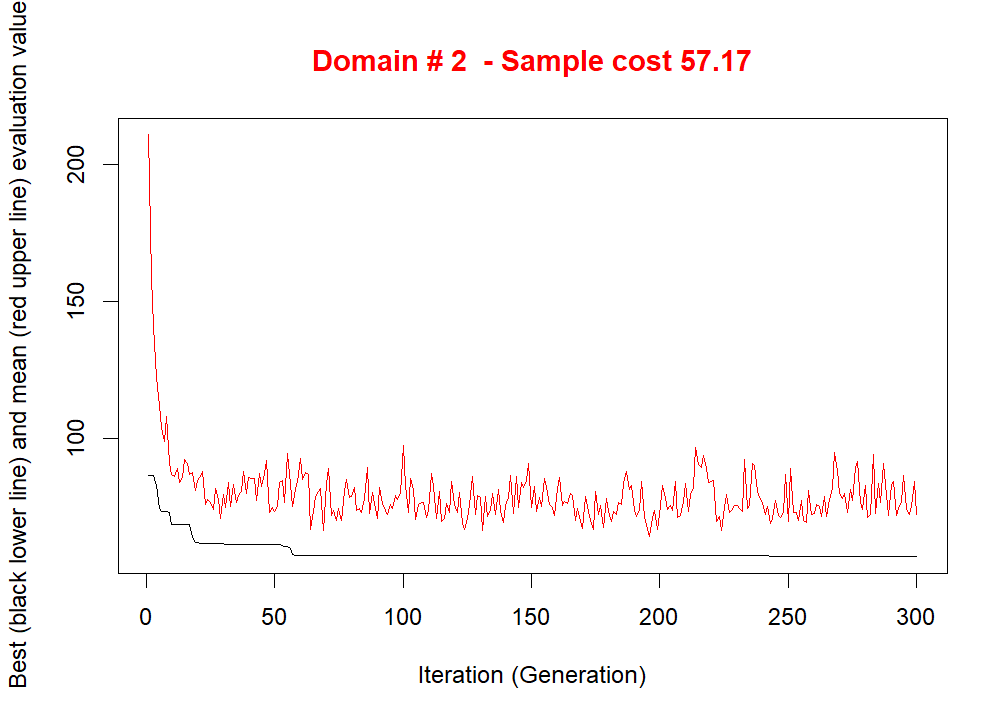 Domain # 2  - Sample cost 57.17
Best (black lower line) and mean (red upper line) evaluation value
200
150
100
0 50 100 150 200 250 300
Iteration (Generation)